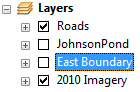 Layers
Roads
JohnsonPond
East Boundary
2010 Imagery